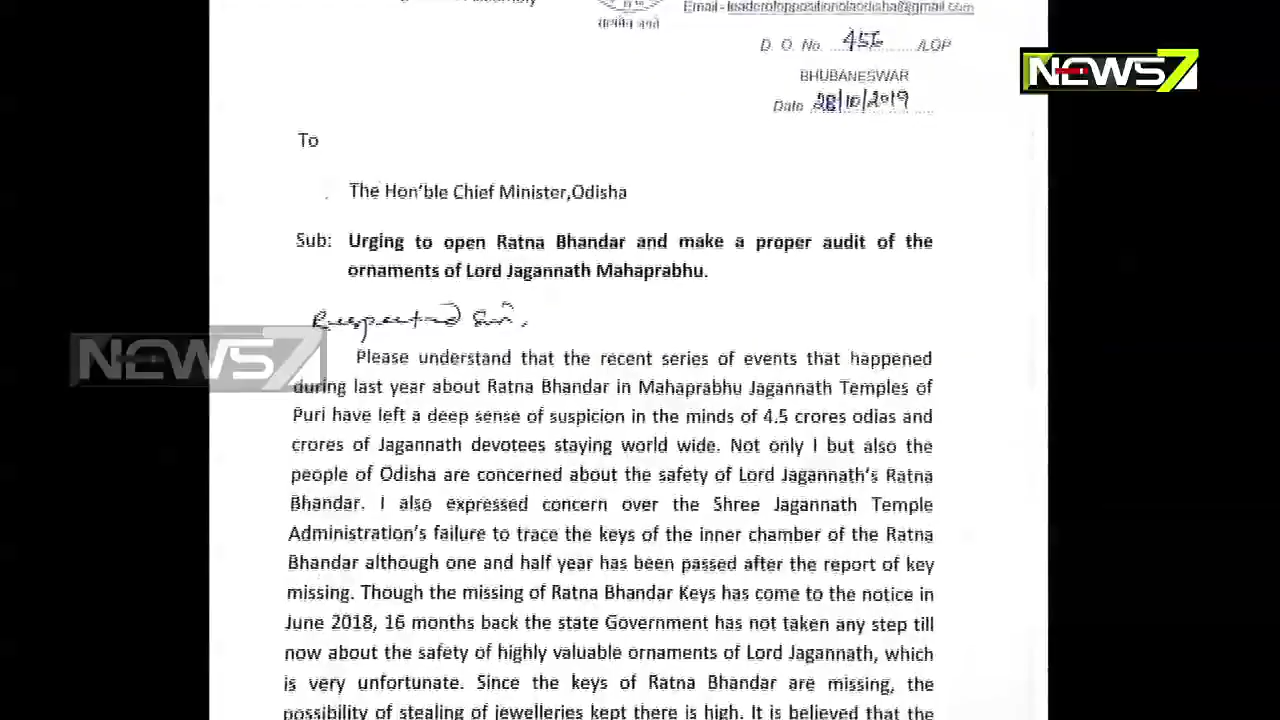 Email - leaderofoppositionolaodisha@gmail.com
D. O. No. 456 /LOP
BHUBANESWAR
Date 28/10/2019
NEWS7
To
The Hon'ble Chief Minister,Odisha
Sub: Urging to open Ratna Bhandar and make a proper audit of the
ornaments of Lord Jagannath Mahaprabhu.
Respected Sir,
NEWS7
Please understand that the recent series of events that happened
during last year about Ratna Bhandar in Mahaprabhu Jagannath Temples of
Puri have left a deep sense of suspicion in the minds of 4.5 crores odias and
crores of Jagannath devotees staying world wide. Not only I but also the
people of Odisha are concerned about the safety of Lord Jagannath's Ratna
Bhandar. I also expressed concern over the Shree Jagannath Temple
Administration's failure to trace the keys of the inner chamber of the Ratna
Bhandar although one and half year has been passed after the report of key
missing. Though the missing of Ratna Bhandar Keys has come to the notice in
June 2018, 16 months back the state Government has not taken any step till
now about the safety of highly valuable ornaments of Lord Jagannath, which
is very unfortunate. Since the keys of Ratna Bhandar are missing, the
possibility of stealing of jewelleries kept there is high. It is believed that the